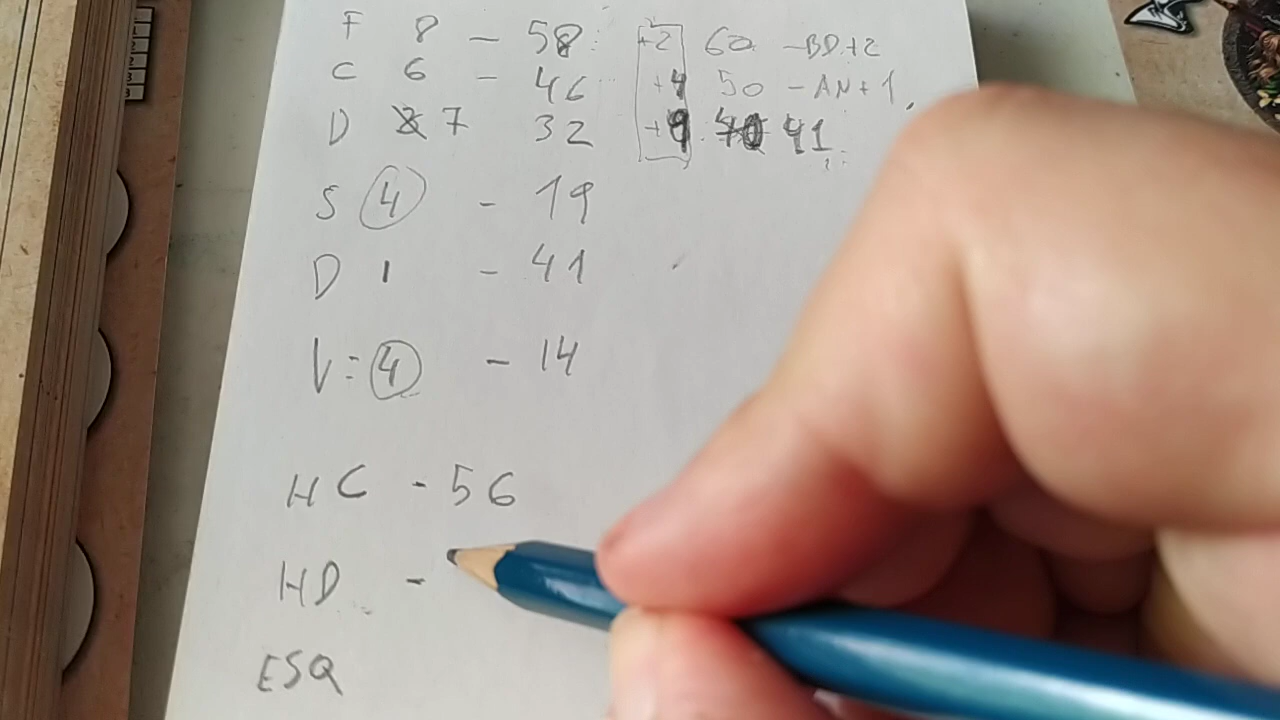 F 8 - 58 +2 60 -BD+2
C 6 - 46 +4 50 -AN+1
D 7 32 +9 41
S 4 - 19
D 1 - 41
V: 4 - 14
HC - 56
HD -
ESQ